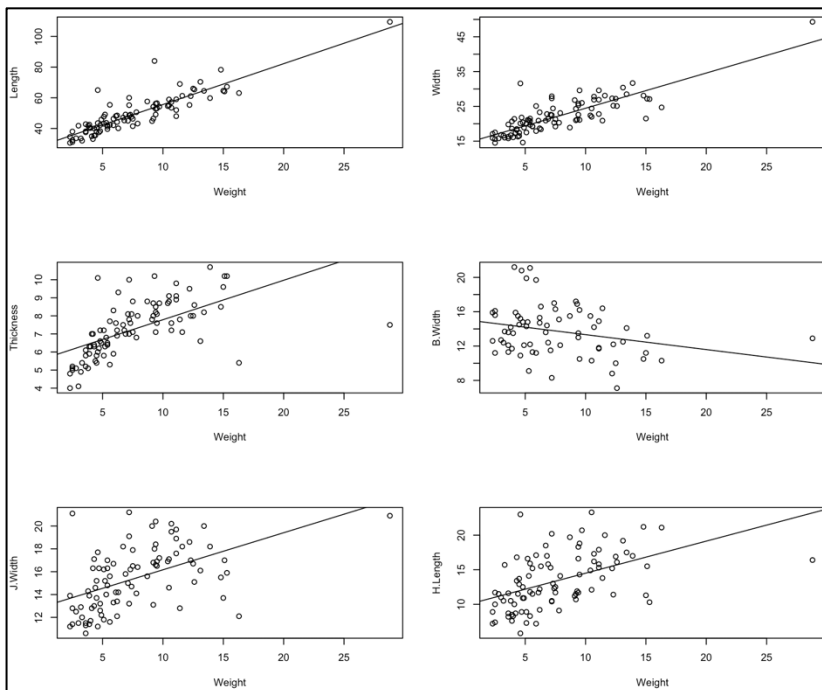 Length
40 60 80 100
5 10 15 20 25
Weight
Width
15 25 35 45
5 10 15 20 25
Weight
Thickness
4 5 6 7 8 9 10
5 10 15 20 25
Weight
B.Width
8 12 16 20
5 10 15 20 25
Weight
J.Width
12 14 16 18 20
5 10 15 20 25
Weight
H.Length
10 15 20
5 10 15 20 25
Weight